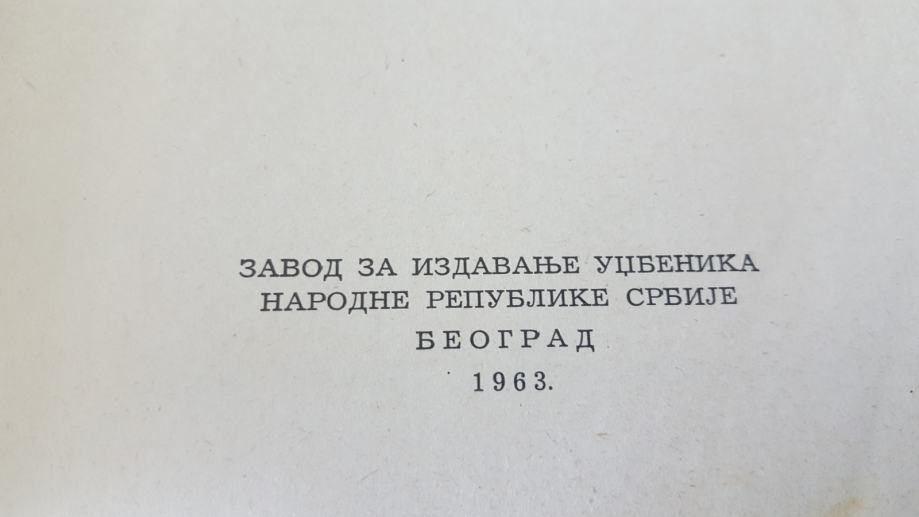 ЗАВОД ЗА ИЗДАВАЊЕ УЏБЕНИКА
НАРОДНЕ РЕПУБЛИКЕ СРБИЈЕ
БЕОГРАД
1963.